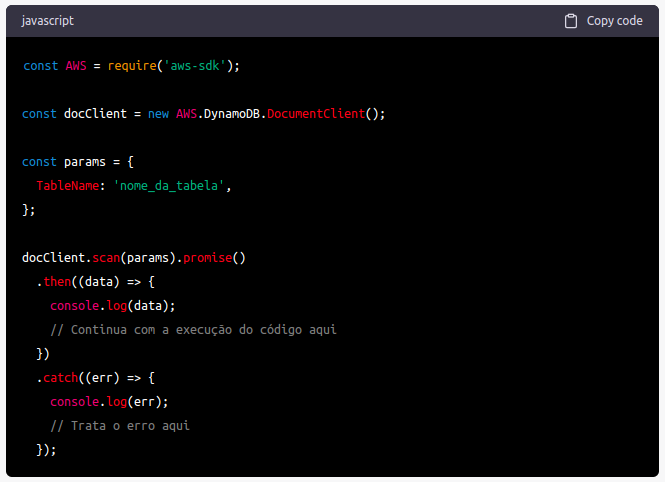 javascript
Copy code
const AWS = require('aws-sdk');
const docClient = new AWS.DynamoDB.DocumentClient();
const params = {
  TableName: 'nome_da_tabela',
};
docClient.scan(params).promise()
  .then((data) => {
    console.log(data);
    // Continua com a execução do código aqui
  })
  .catch((err) => {
    console.log(err);
    // Trata o erro aqui
  });